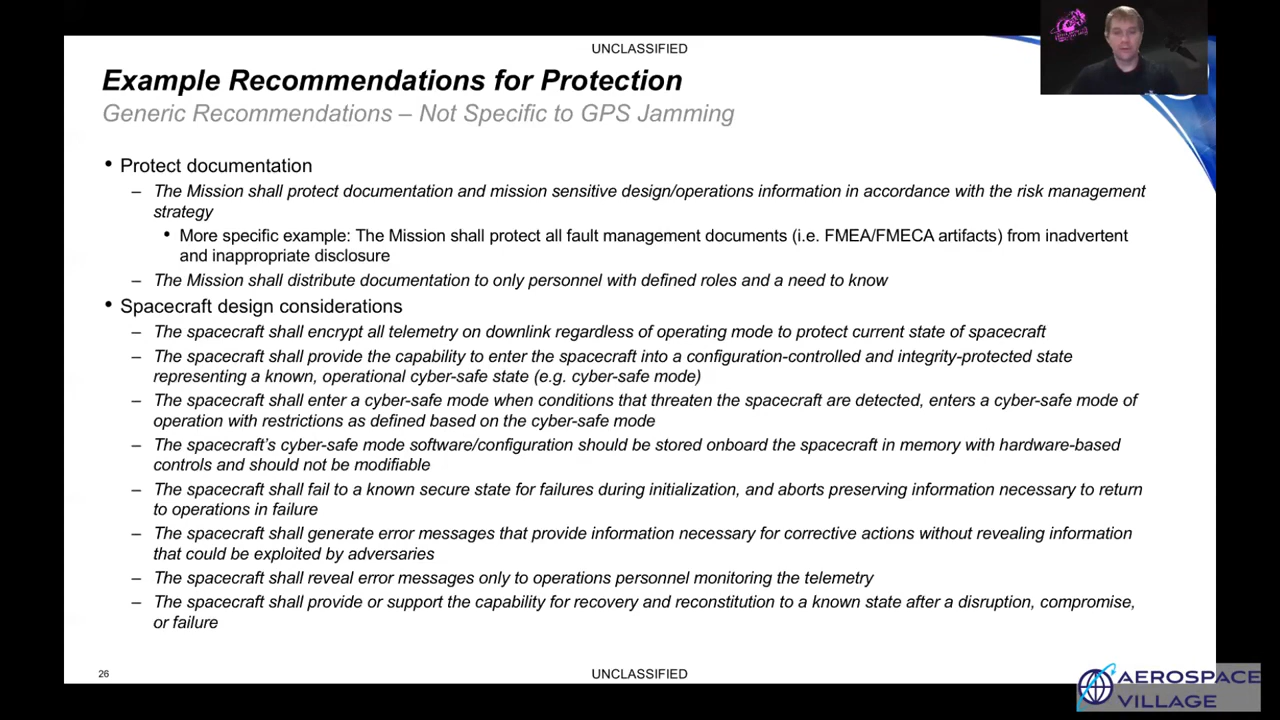 UNCLASSIFIED
Example Recommendations for Protection
Generic Recommendations – Not Specific to GPS Jamming
• Protect documentation
– The Mission shall protect documentation and mission sensitive design/operations information in accordance with the risk management
strategy
• More specific example: The Mission shall protect all fault management documents (i.e. FMEA/FMECA artifacts) from inadvertent
and inappropriate disclosure
– The Mission shall distribute documentation to only personnel with defined roles and a need to know
• Spacecraft design considerations
– The spacecraft shall encrypt all telemetry on downlink regardless of operating mode to protect current state of spacecraft
– The spacecraft shall provide the capability to enter the spacecraft into a configuration-controlled and integrity-protected state
representing a known, operational cyber-safe state (e.g. cyber-safe mode)
– The spacecraft shall enter a cyber-safe mode when conditions that threaten the spacecraft are detected, enters a cyber-safe mode of
operation with restrictions as defined based on the cyber-safe mode
– The spacecraft's cyber-safe mode software/configuration should be stored onboard the spacecraft in memory with hardware-based
controls and should not be modifiable
– The spacecraft shall fail to a known secure state for failures during initialization, and aborts preserving information necessary to return
to operations in failure
– The spacecraft shall generate error messages that provide information necessary for corrective actions without revealing information
that could be exploited by adversaries
– The spacecraft shall reveal error messages only to operations personnel monitoring the telemetry
– The spacecraft shall provide or support the capability for recovery and reconstitution to a known state after a disruption, compromise,
or failure
26
UNCLASSIFIED
AEROSPACE
VILLAGE